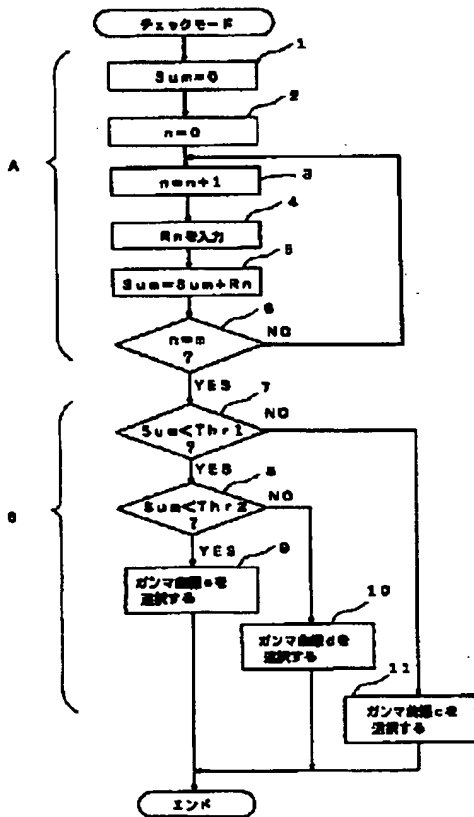 チェックモード
1
Sum=0
2
n=0
A
3
n=n+1
4
Rnを入力
5
Sum=Sum+Rn
6
n=m
?
NO
YES
7
Sum<Thr1
?
NO
YES
8
Sum<Thr2
?
NO
B
YES
9
ガンマ曲線eを
選択する
10
ガンマ曲線dを
選択する
11
ガンマ曲線cを
選択する
エンド